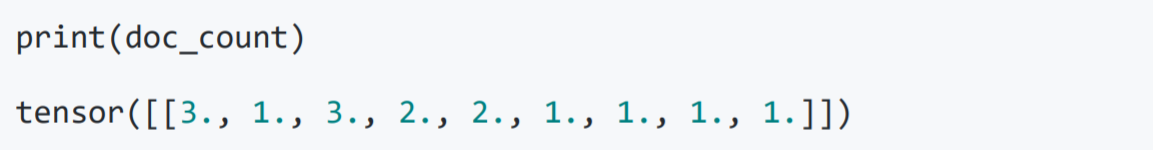 print(doc_count)
tensor([[3., 1., 3., 2., 2., 1., 1., 1., 1.]])